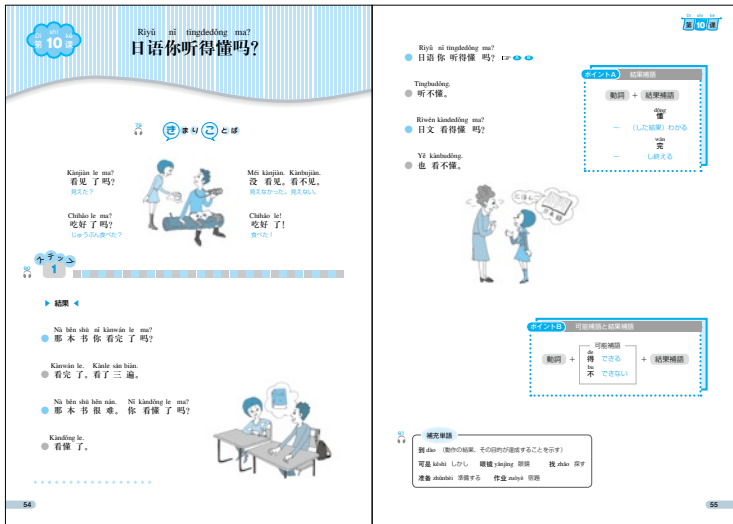 Dì shí kè
第10课
Rìyǔ nǐ tīngdedǒng ma?
日语你听得懂吗?
きまりことば
Kànjiàn le ma?
看见 了 吗?
見えた?
Méi kànjiàn. Kànbujiàn.
没 看见。看不见。
見えなかった。見えない。
Chīhǎo le ma?
吃好 了 吗?
じゅうぶん食べた?
Chīhǎo le!
吃好 了!
食べた!
ステップ
1
▶ 結果 ◀
Nà běn shū nǐ kànwán le ma?
那 本 书 你 看完 了 吗?
Kànwán le. Kànle sān biàn.
看完 了。看了 三 遍。
Nà běn shū hěn nán. Nǐ kàndǒng le ma?
那 本 书 很 难。 你 看懂 了 吗?
Kàndǒng le.
看懂 了。
54
Dì shí kè
第10课
Rìyǔ nǐ tīngdedǒng ma?
日语 你 听得懂 吗? ☞ A B
Tīngbudǒng.
听不懂。
Rìwén kàndedǒng ma?
日文 看得懂 吗?
Yě kànbudǒng.
也 看不懂。
ポイントA 結果補語
動詞 + 結果補語
dǒng
懂
— (した結果)わかる
wán
完
— し終える
にほんご
日本語
ポイントB 可能補語と結果補語
可能補語
de
動詞 + 得 できる + 結果補語
bu
不 できない
補充単語
到 dào (動作の結果、その目的が達成することを示す)
可是 kěshì しかし 眼镜 yǎnjìng 眼鏡 找 zhǎo 探す
准备 zhǔnbèi 準備する 作业 zuòyè 宿題
55